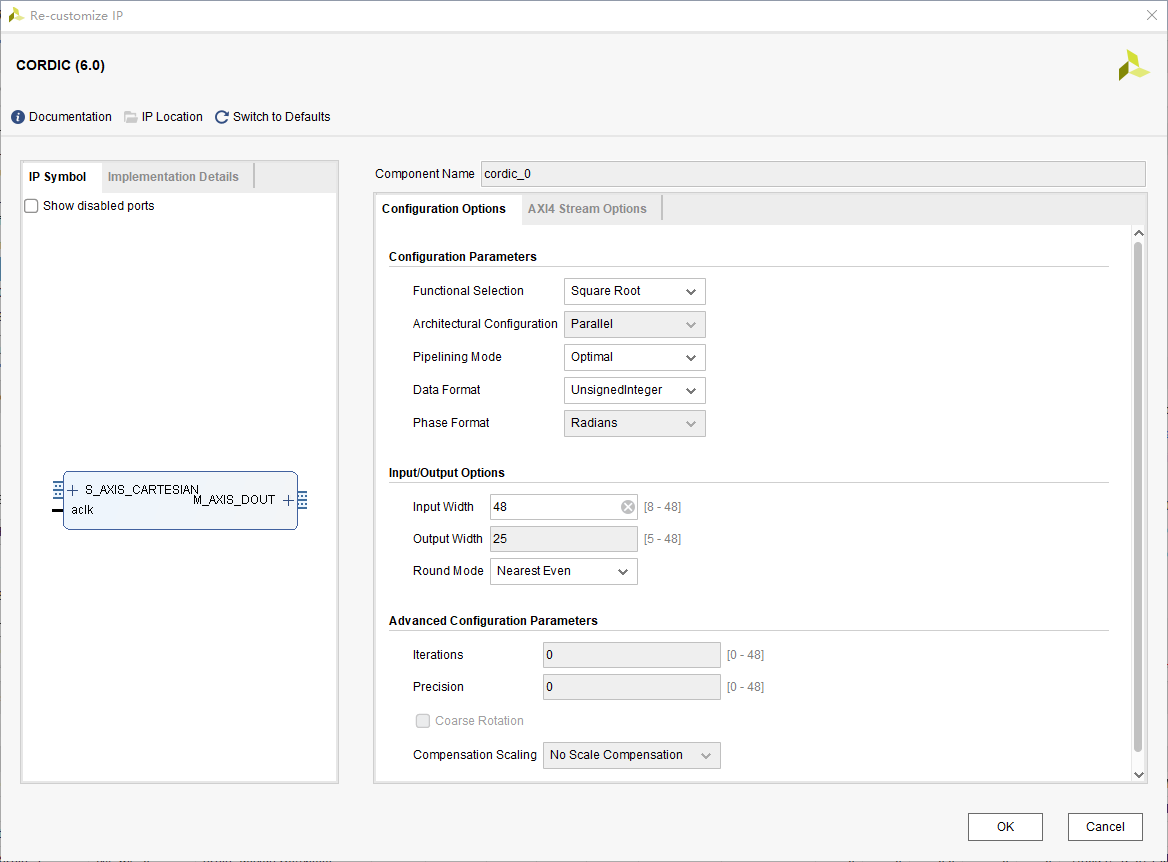 Re-customize IP
CORDIC (6.0)
Documentation IP Location Switch to Defaults
IP Symbol Implementation Details
Show disabled ports
S_AXIS_CARTESIAN
M_AXIS_DOUT
aclk
Component Name cordic_0
Configuration Options AXI4 Stream Options
Configuration Parameters
Functional Selection Square Root
Architectural Configuration Parallel
Pipelining Mode Optimal
Data Format UnsignedInteger
Phase Format Radians
Input/Output Options
Input Width 48 [8 - 48]
Output Width 25 [5 - 48]
Round Mode Nearest Even
Advanced Configuration Parameters
Iterations 0 [0 - 48]
Precision 0 [0 - 48]
Coarse Rotation
Compensation Scaling No Scale Compensation
OK Cancel